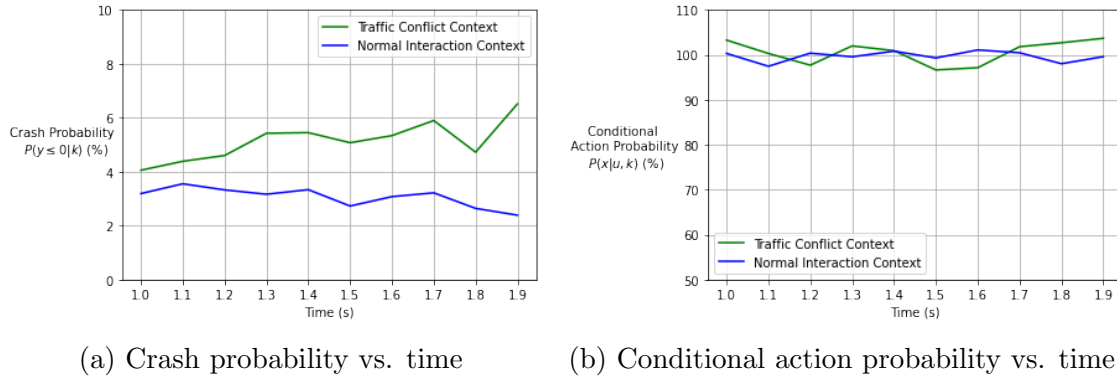 10
8
6
4
2
0
Crash Probability
P(y ≤ 0|k) (%)
Traffic Conflict Context
Normal Interaction Context
1.0 1.1 1.2 1.3 1.4 1.5 1.6 1.7 1.8 1.9
Time (s)
(a) Crash probability vs. time
110
100
90
80
70
60
50
Conditional
Action Probability
P(x|u, k) (%)
Traffic Conflict Context
Normal Interaction Context
1.0 1.1 1.2 1.3 1.4 1.5 1.6 1.7 1.8 1.9
Time (s)
(b) Conditional action probability vs. time